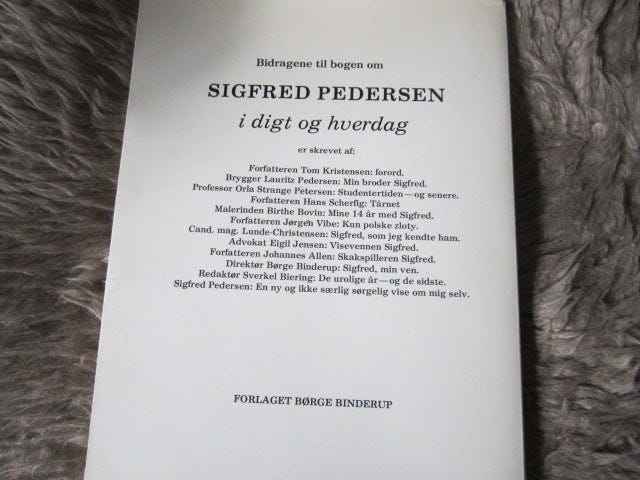 Bidragene til bogen om
SIGFRED PEDERSEN
i digt og hverdag
er skrevet af:
Forfatteren Tom Kristensen: forord.
Brygger Lauritz Pedersen: Min broder Sigfred.
Professor Orla Strange Petersen: Studentertiden—og senere.
Forfatteren Hans Scherfig: Tårnet
Malerinden Birthe Bovin: Mine 14 år med Sigfred.
Forfatteren Jørgen Vibe: Kun polske zloty.
Cand. mag. Lunde-Christensen: Sigfred, som jeg kendte ham.
Advokat Eigil Jensen: Visevennen Sigfred.
Forfatteren Johannes Allen: Skakspilleren Sigfred.
Direktør Børge Binderup: Sigfred, min ven.
Redaktør Sverkel Biering: De urolige år—og de sidste.
Sigfred Pedersen: En ny og ikke særlig sørgelig vise om mig selv.
FORLAGET BØRGE BINDERUP